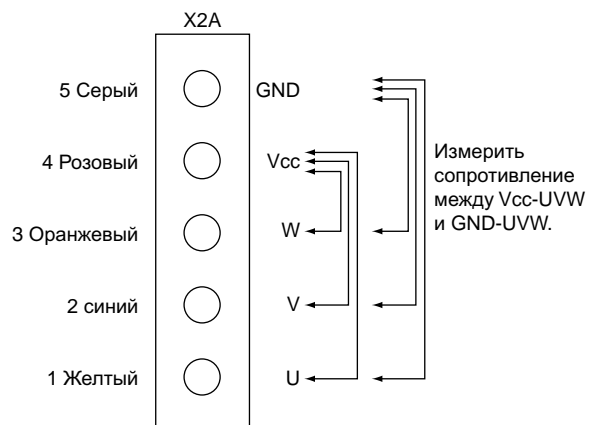 X2A
5 Серый GND
4 Розовый Vcc
3 Оранжевый W
2 синий V
1 Желтый U
Измерить
сопротивление
между Vcc-UVW
и GND-UVW.